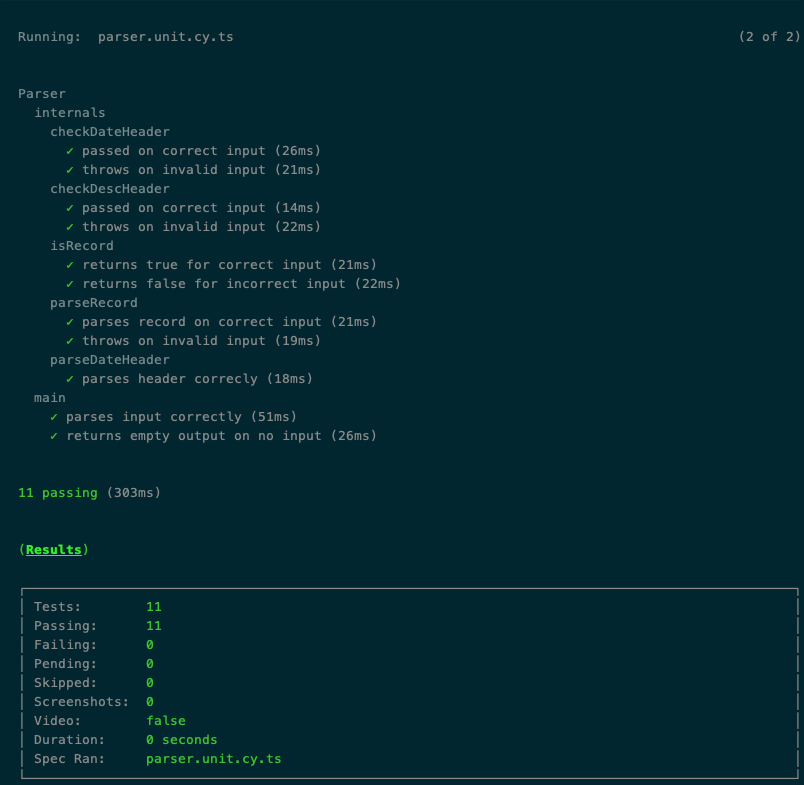 Running:  parser.unit.cy.ts (2 of 2)
Parser
internals
checkDateHeader
✓ passed on correct input (26ms)
✓ throws on invalid input (21ms)
checkDescHeader
✓ passed on correct input (14ms)
✓ throws on invalid input (22ms)
isRecord
✓ returns true for correct input (21ms)
✓ returns false for incorrect input (22ms)
parseRecord
✓ parses record on correct input (21ms)
✓ throws on invalid input (19ms)
parseDateHeader
✓ parses header correcly (18ms)
main
✓ parses input correctly (51ms)
✓ returns empty output on no input (26ms)
11 passing (303ms)
(Results)
Tests: 11
Passing: 11
Failing: 0
Pending: 0
Skipped: 0
Screenshots: 0
Video: false
Duration: 0 seconds
Spec Ran: parser.unit.cy.ts